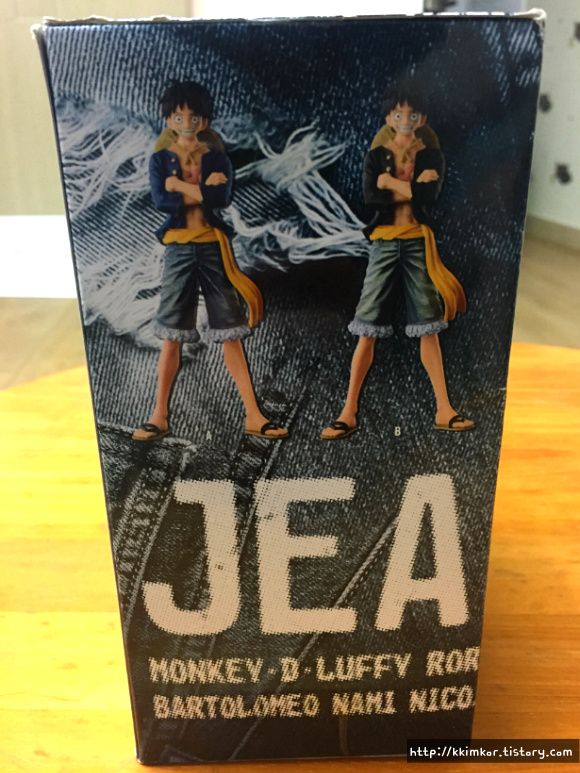 A B
JEA
MONKEY·D·LUFFY ROR
BARTOLOMEO NAMI NICO
http://kkimkor.tistory.com